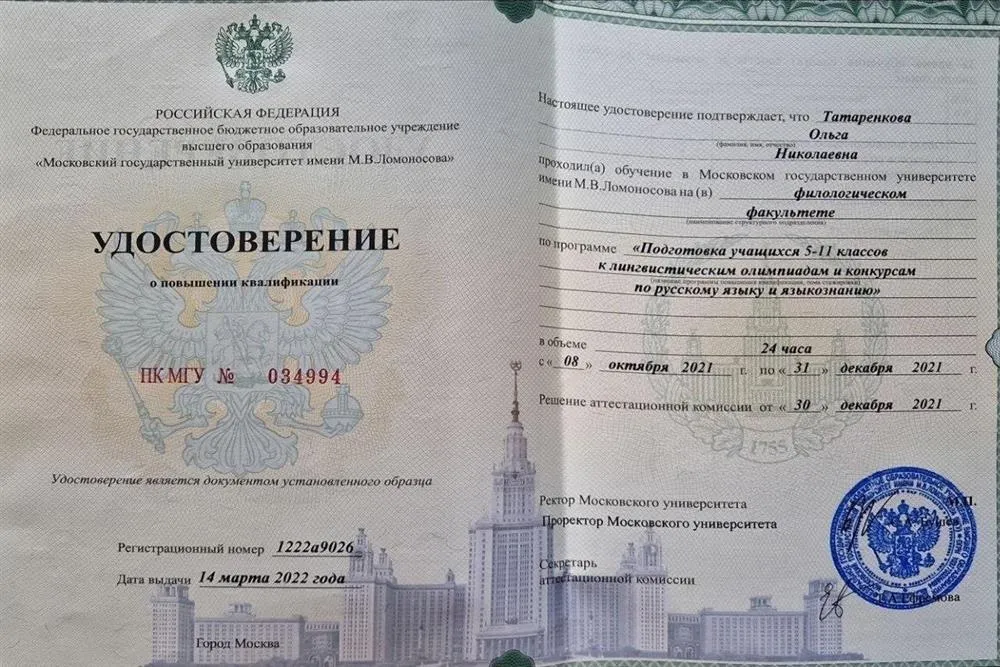 РОССИЙСКАЯ ФЕДЕРАЦИЯ
Федеральное государственное бюджетное образовательное учреждение
высшего образования
«Московский государственный университет имени М.В.Ломоносова»
УДОСТОВЕРЕНИЕ
о повышении квалификации
ПК МГУ № 034994
Удостоверение является документом установленного образца
Регистрационный номер 1222а9026
Дата выдачи 14 марта 2022 года
Город Москва
Настоящее удостоверение подтверждает, что Татаренкова
Ольга
(фамилия, имя, отчество)
Николаевна
проходил(а) обучение в Московском государственном университете
имени М.В.Ломоносова на (в) филологическом
факультете
(наименование структурного подразделения)
по программе «Подготовка учащихся 5-11 классов
к лингвистическим олимпиадам и конкурсам
по русскому языку и языкознанию»
в объеме 24 часа
с « 08 » октября 2021 г. по « 31 » декабря 2021 г.
Решение аттестационной комиссии от « 30 » декабря 2021 г.
1755
Ректор Московского университета
М.П.
Проректор Московского университета
Секретарь
аттестационной комиссии